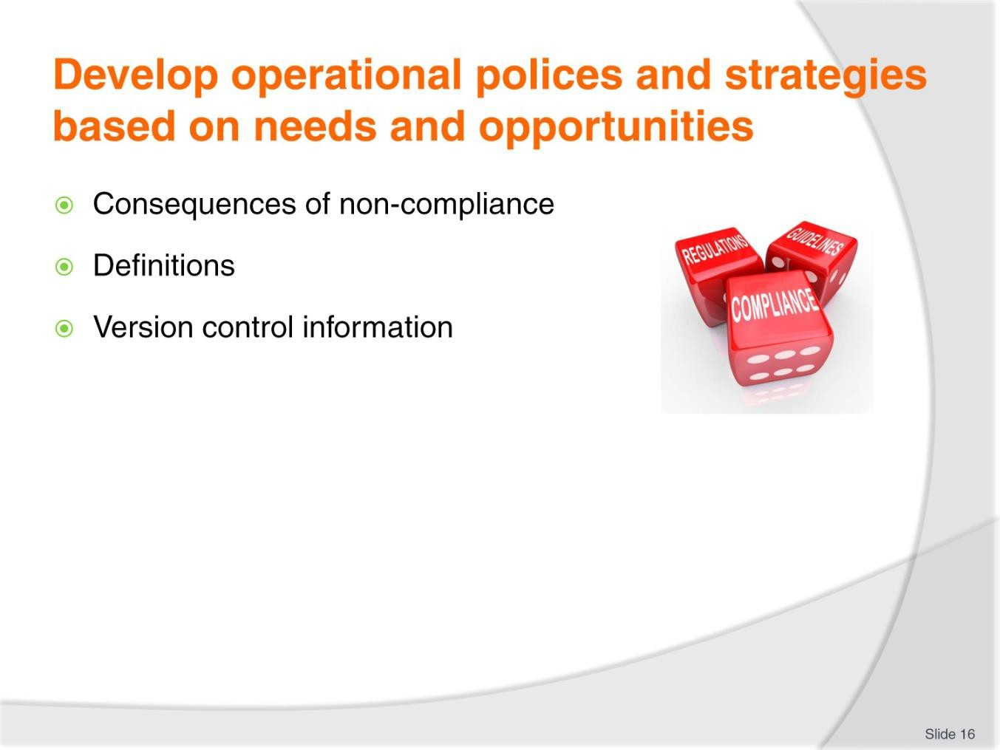 Develop operational polices and strategies
based on needs and opportunities
Consequences of non-compliance
Definitions
Version control information
REGULATIONS
GUIDELINES
COMPLIANCE
Slide 16